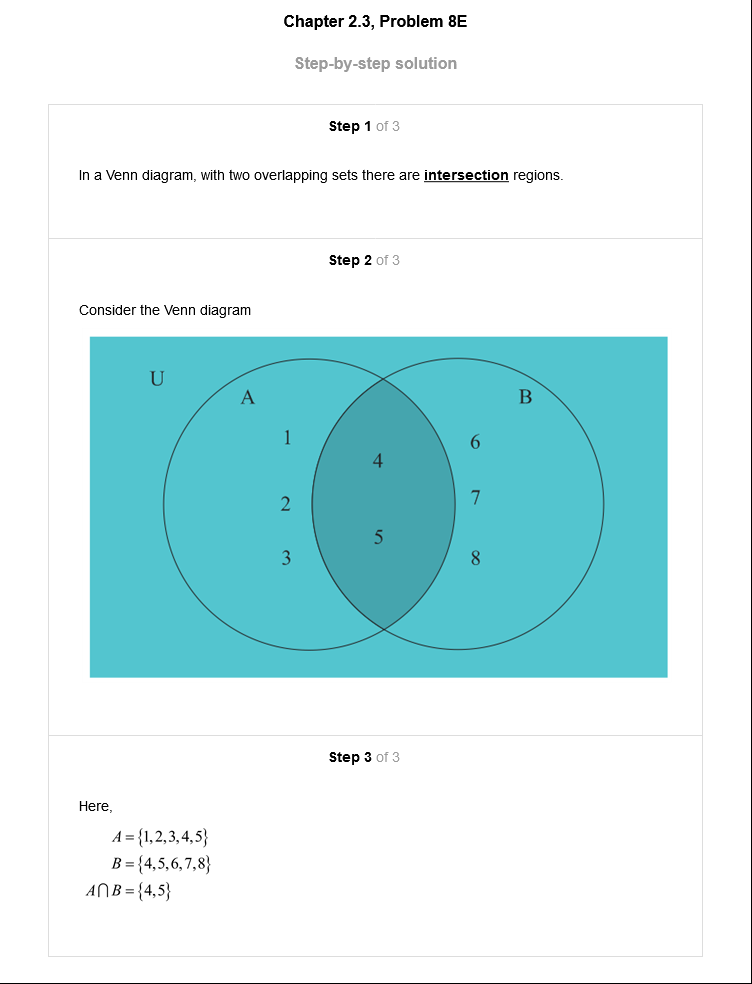 Chapter 2.3, Problem 8E
Step-by-step solution
Step 1 of 3
In a Venn diagram, with two overlapping sets there are intersection regions.
Step 2 of 3
Consider the Venn diagram
U
A
B
1
6
4
2
7
5
3
8
Step 3 of 3
Here,
A = {1,2,3,4,5}
B = {4,5,6,7,8}
A⋂B = {4,5}